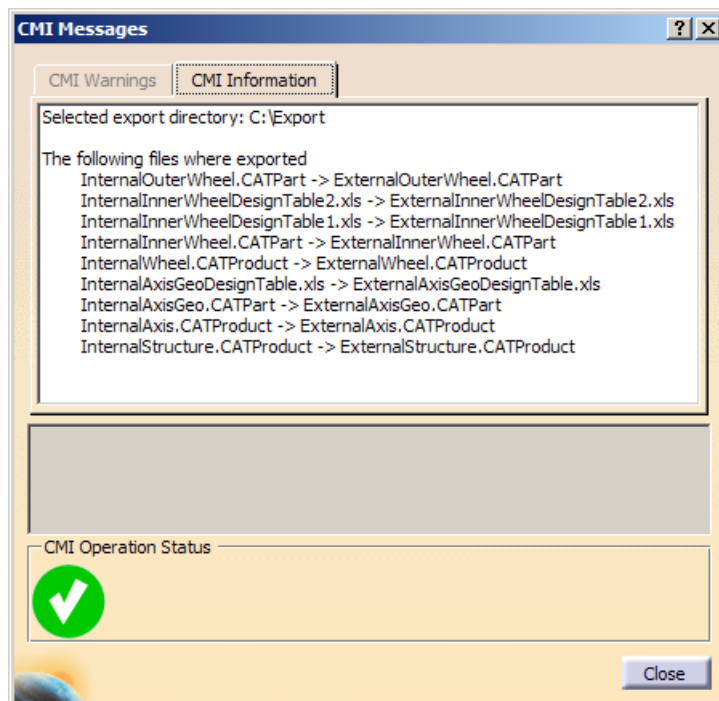 CMI Messages
CMI Warnings
CMI Information
Selected export directory: C:\Export
The following files where exported
InternalOuterWheel.CATPart -> ExternalOuterWheel.CATPart
InternalInnerWheelDesignTable2.xls -> ExternalInnerWheelDesignTable2.xls
InternalInnerWheelDesignTable1.xls -> ExternalInnerWheelDesignTable1.xls
InternalInnerWheel.CATPart -> ExternalInnerWheel.CATPart
InternalWheel.CATProduct -> ExternalWheel.CATProduct
InternalAxisGeoDesignTable.xls -> ExternalAxisGeoDesignTable.xls
InternalAxisGeo.CATPart -> ExternalAxisGeo.CATPart
InternalAxis.CATProduct -> ExternalAxis.CATProduct
InternalStructure.CATProduct -> ExternalStructure.CATProduct
CMI Operation Status
Close